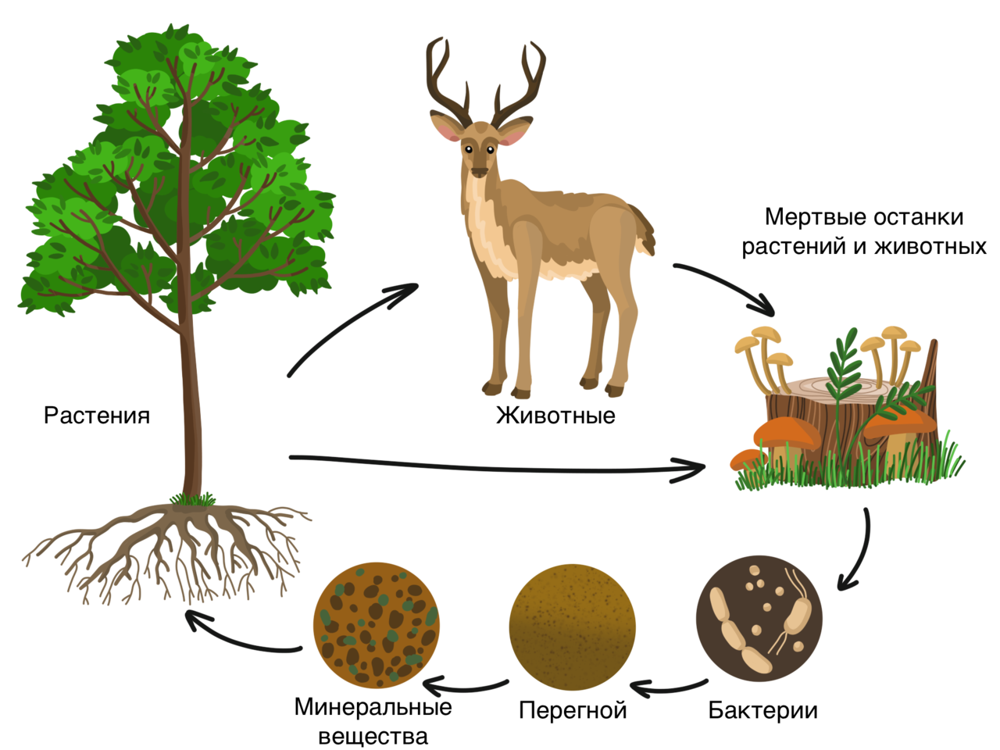 Мертвые останки
растений и животных
Растения
Животные
Минеральные
вещества
Перегной
Бактерии